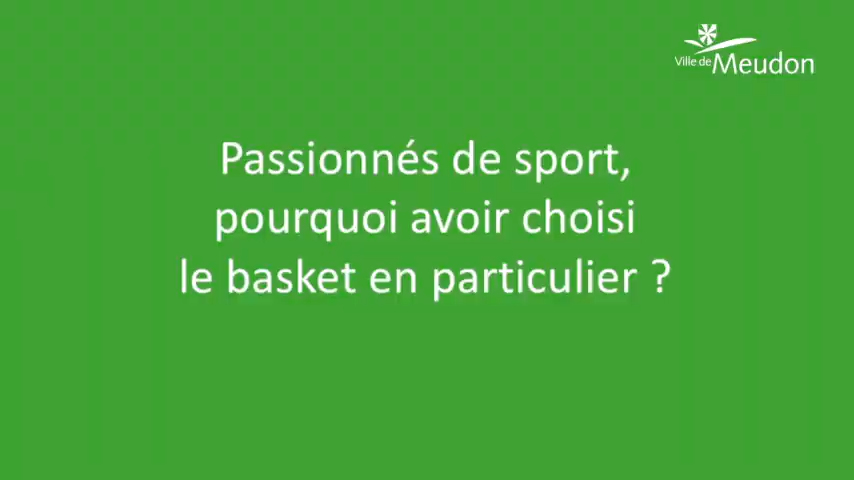 Ville de Meudon
Passionnés de sport,
pourquoi avoir choisi
le basket en particulier ?